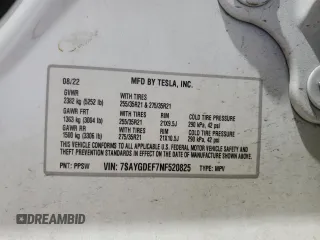 08/22 MFD BY TESLA, INC.
GVWR WITH TIRES
2382 kg (5252 lb) 255/35R21 & 275/35R21
GAWR FRT WITH TIRES RIM COLD TIRE PRESSURE
1363 kg (3004 lb) 255/35R21 21X9.5J 290 kPa, 42 psi
GAWR RR WITH TIRES RIM COLD TIRE PRESSURE
1500 kg (3306 lb) 275/35R21 21X10.5J 290 kPa, 42 psi
THIS VEHICLE CONFORMS TO ALL APPLICABLE U.S. FEDERAL MOTOR VEHICLE SAFETY AND
THEFT PREVENTION STANDARDS IN EFFECT ON THE DATE OF MANUFACTURE SHOWN ABOVE.
PNT: PPSW VIN: 7SAYGDEF7NF520825 TYPE: MPV
DREAMBID